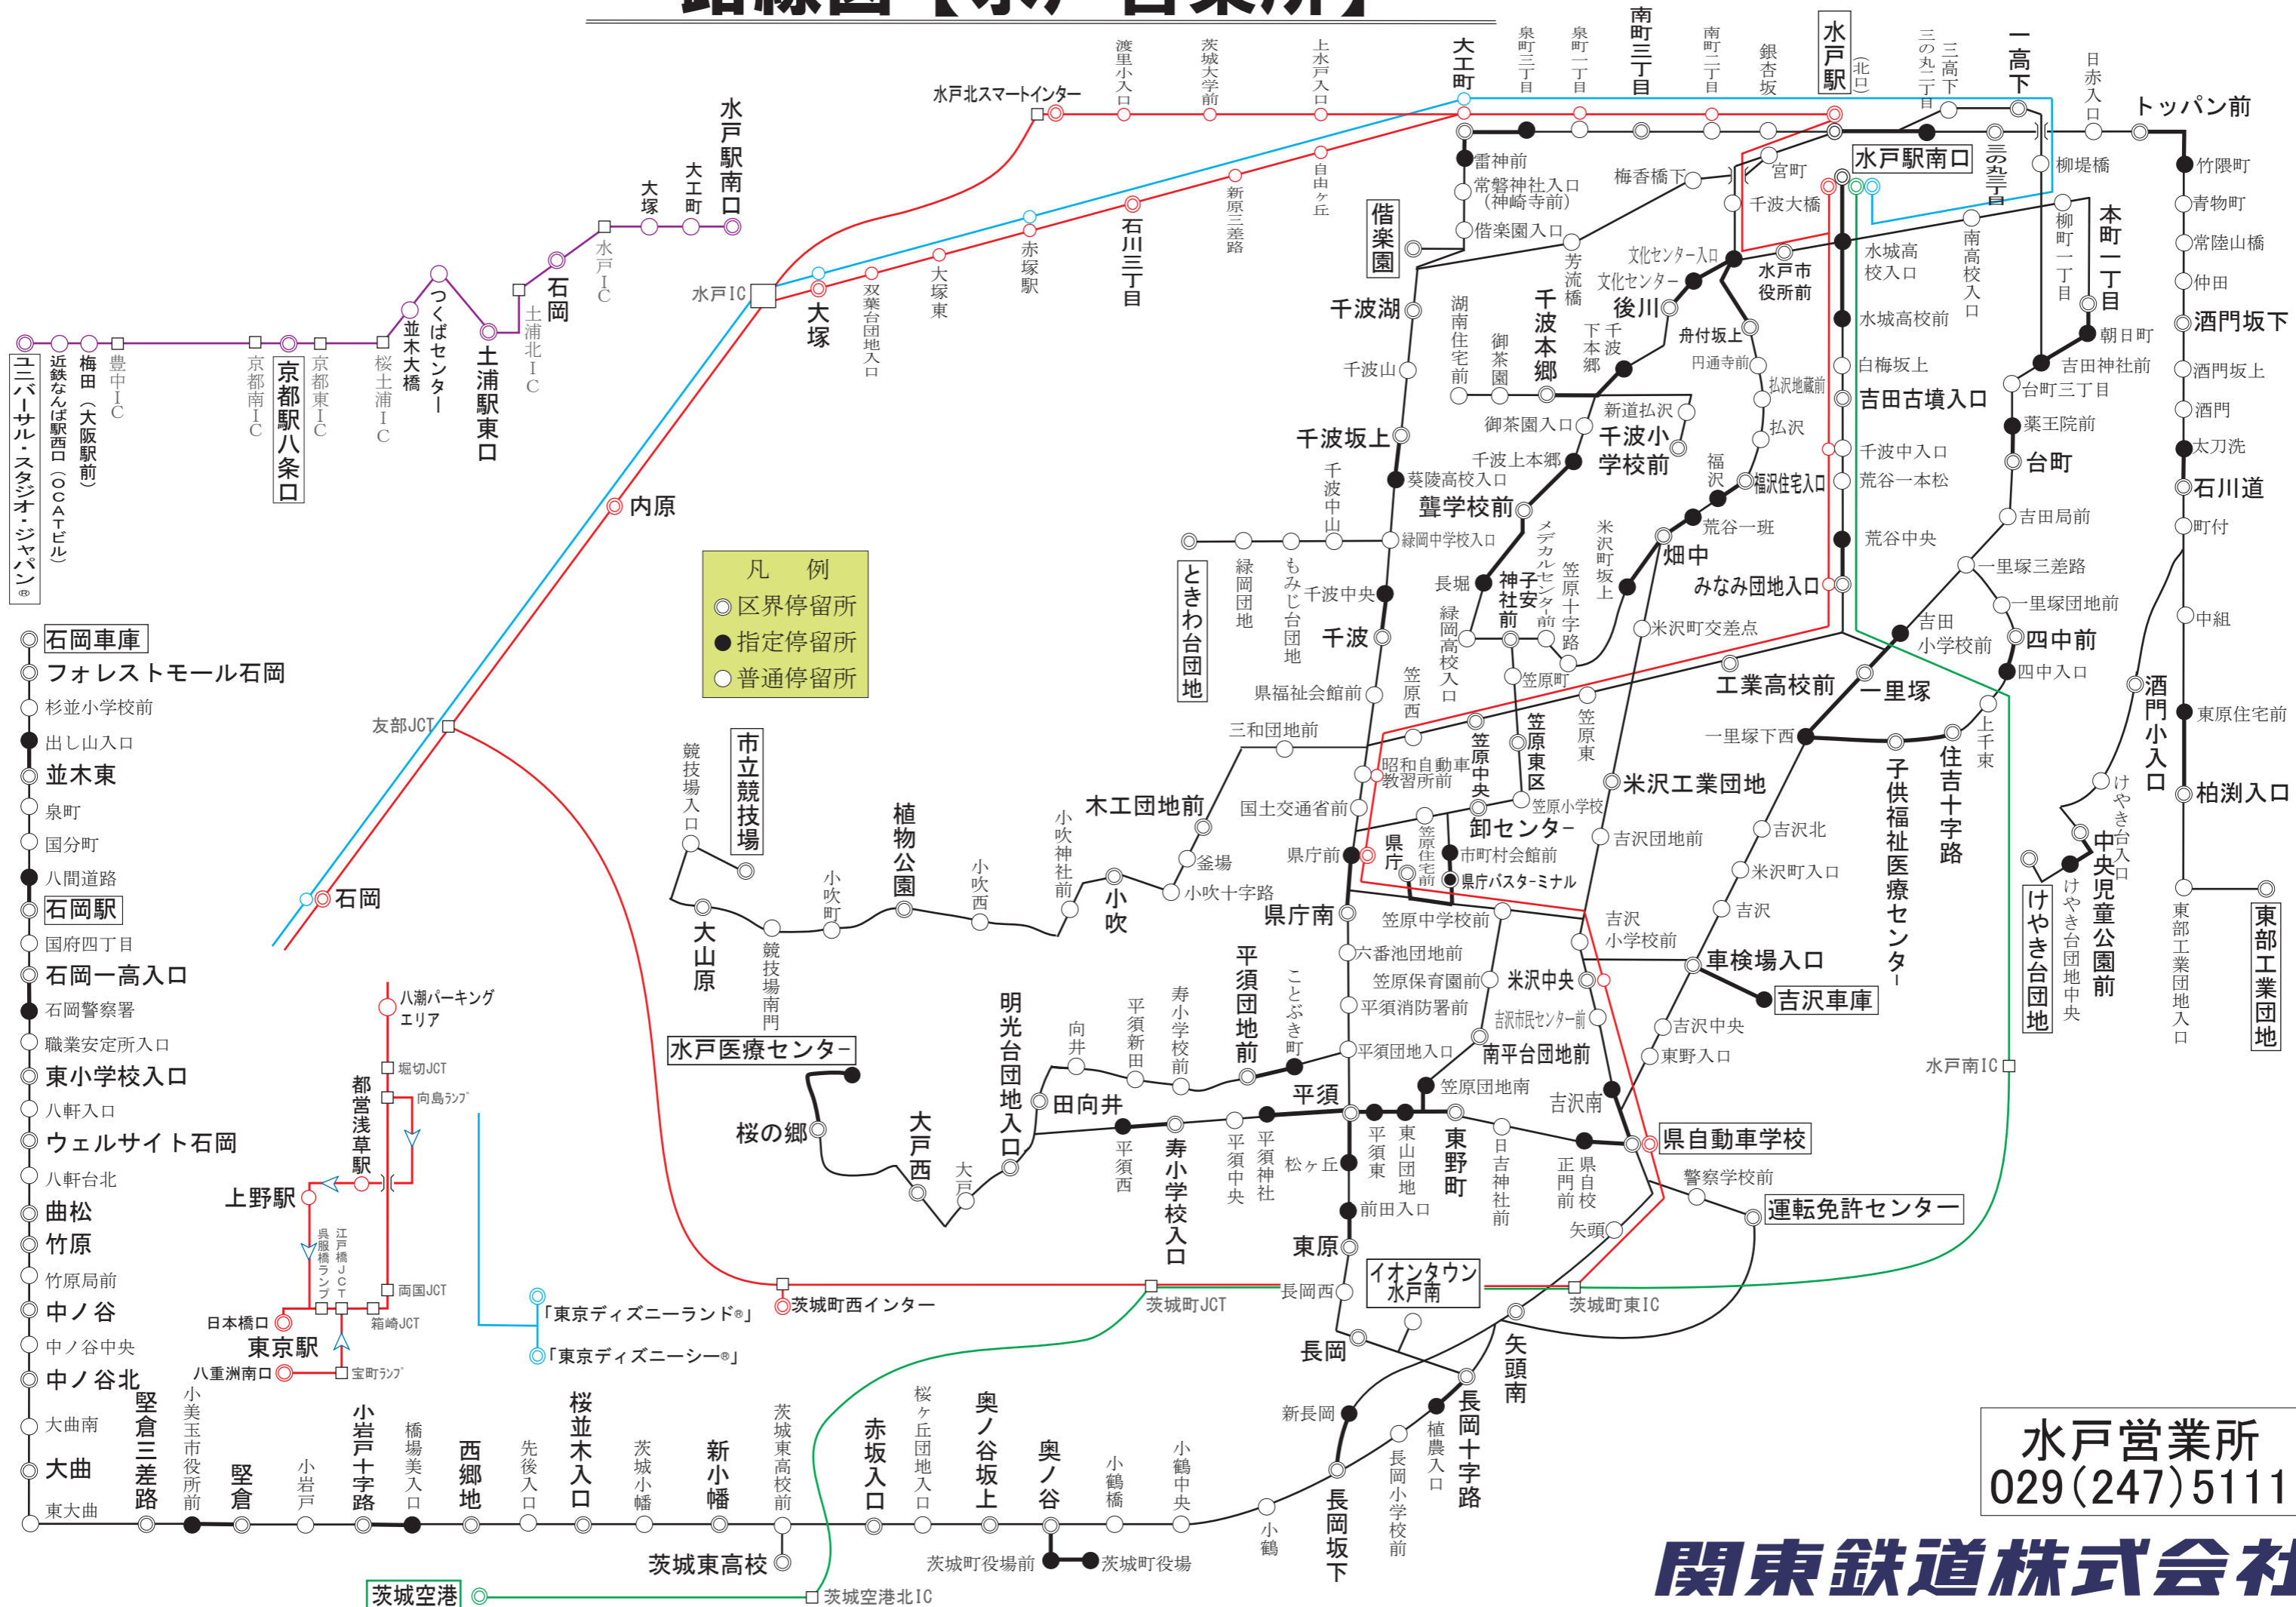 路線図【水戸営業所】
渡里小入口
茨城大学前
上水戸入口
大工町
泉町三丁目
泉町一丁目
南町三丁目
南町二丁目
銀杏坂
水戸駅
(北口)
三の丸二丁目
三高下
一高下
日赤入口
トッパン前
水戸北スマートインター
水戸駅南口
大工町
大塚
水戸IC
石岡
土浦北IC
土浦駅東口
つくばセンター
並木大橋
桜土浦IC
京都東IC
京都駅八条口
京都南IC
豊中IC
梅田(大阪駅前)
近鉄なんば駅西口(OCATビル)
ユニバーサル・スタジオ・ジャパン®
水戸IC
大塚
双葉台団地入口
大塚東
赤塚駅
石川三丁目
新原三差路
自由ヶ丘
内原
友部JCT
石岡
雷神前
常磐神社入口
(神崎寺前)
偕楽園入口
偕楽園
梅香橋下
宮町
千波大橋
芳流橋
文化センター入口
文化センター
後川
水戸市
役所前
舟付坂上
円通寺前
払沢地蔵前
払沢
福沢住宅入口
福沢
荒谷一班
畑中
米沢町坂上
水戸駅南口
三の丸三丁目
柳堤橋
水城高
校入口
南高校入口
柳町一丁目
本町一丁目
朝日町
吉田神社前
台町三丁目
薬王院前
台町
吉田局前
一里塚三差路
一里塚団地前
四中前
四中入口
上千東
住吉十字路
子供福祉医療センター
吉田
小学校前
一里塚
一里塚下西
水城高校前
白梅坂上
吉田古墳入口
千波中入口
荒谷一本松
荒谷中央
みなみ団地入口
竹隈町
青物町
常陸山橋
仲田
酒門坂下
酒門坂上
酒門
太刀洗
石川道
町付
中組
東原住宅前
柏渕入口
東部工業団地入口
東部工業団地
酒門小入口
けやき台入口
中央児童公園前
けやき台団地中央
けやき台団地
千波湖
千波山
千波坂上
葵陵高校入口
緑岡中学校入口
千波中山
もみじ台団地
緑岡団地
ときわ台団地
千波中央
千波
県福祉会館前
湖南住宅前
御茶園
千波本郷
千波
下本郷
新道払沢
千波小
学校前
御茶園入口
千波上本郷
聾学校前
長堀
緑岡高校入口
子安
神社前
メデカルセンター前
笠原十字路
米沢町交差点
笠原町
笠原東区
笠原小学校
笠原西
笠原中央
笠原東
工業高校前
三和団地前
昭和自動車
教習所前
国土交通省前
県庁前
県庁南
笠原住宅前
卸センター
市町村会館前
県庁バスターミナル
県庁
笠原中学校前
笠原保育園前
南平台団地前
笠原団地南
米沢工業団地
吉沢団地前
吉沢北
米沢町入口
吉沢
吉沢
小学校前
車検場入口
吉沢車庫
米沢中央
吉沢市民センター前
吉沢中央
東野入口
吉沢南
県自動車学校
警察学校前
運転免許センター
矢頭
矢頭南
凡 例
区界停留所
指定停留所
普通停留所
市立競技場
競技場入口
大山原
競技場南門
小吹町
植物公園
小吹西
小吹神社前
小吹
小吹十字路
釜場
木工団地前
六番池団地前
平須消防署前
平須団地入口
ことぶき町
平須団地前
寿小学校前
平須新田
向井
田向井
明光台団地入口
大戸
大戸西
桜の郷
水戸医療センター
平須
平須神社
平須中央
寿小学校入口
平須西
平須東
東山団地
東野町
日吉神社前
県自校
正門前
松ヶ丘
前田入口
東原
長岡西
長岡
イオンタウン
水戸南
長岡十字路
植農入口
長岡小学校前
新長岡
長岡坂下
茨城町西インター
茨城町JCT
茨城町東IC
水戸南IC
石岡車庫
フォレストモール石岡
杉並小学校前
出し山入口
並木東
泉町
国分町
八間道路
石岡駅
国府四丁目
石岡一高入口
石岡警察署
職業安定所入口
東小学校入口
八軒入口
ウェルサイト石岡
八軒台北
曲松
竹原
竹原局前
中ノ谷
中ノ谷中央
中ノ谷北
大曲南
大曲
東大曲
堅倉三差路
小美玉市役所前
堅倉
小岩戸
小岩戸十字路
橋場美入口
西郷地
先後入口
桜並木入口
茨城小幡
新小幡
茨城東高校前
茨城東高校
赤坂入口
桜ヶ丘団地入口
奥ノ谷坂上
奥ノ谷
茨城町役場前
茨城町役場
小鶴橋
小鶴中央
小鶴
八潮パーキング
エリア
堀切JCT
向島ランプ
都営浅草駅
上野駅
呉服橋ランプ
江戸橋JCT
両国JCT
箱崎JCT
日本橋口
東京駅
八重洲南口
宝町ランプ
「東京ディズニーランド®」
「東京ディズニーシー®」
茨城空港
茨城空港北IC
水戸営業所
029(247)5111
関東鉄道株式会社